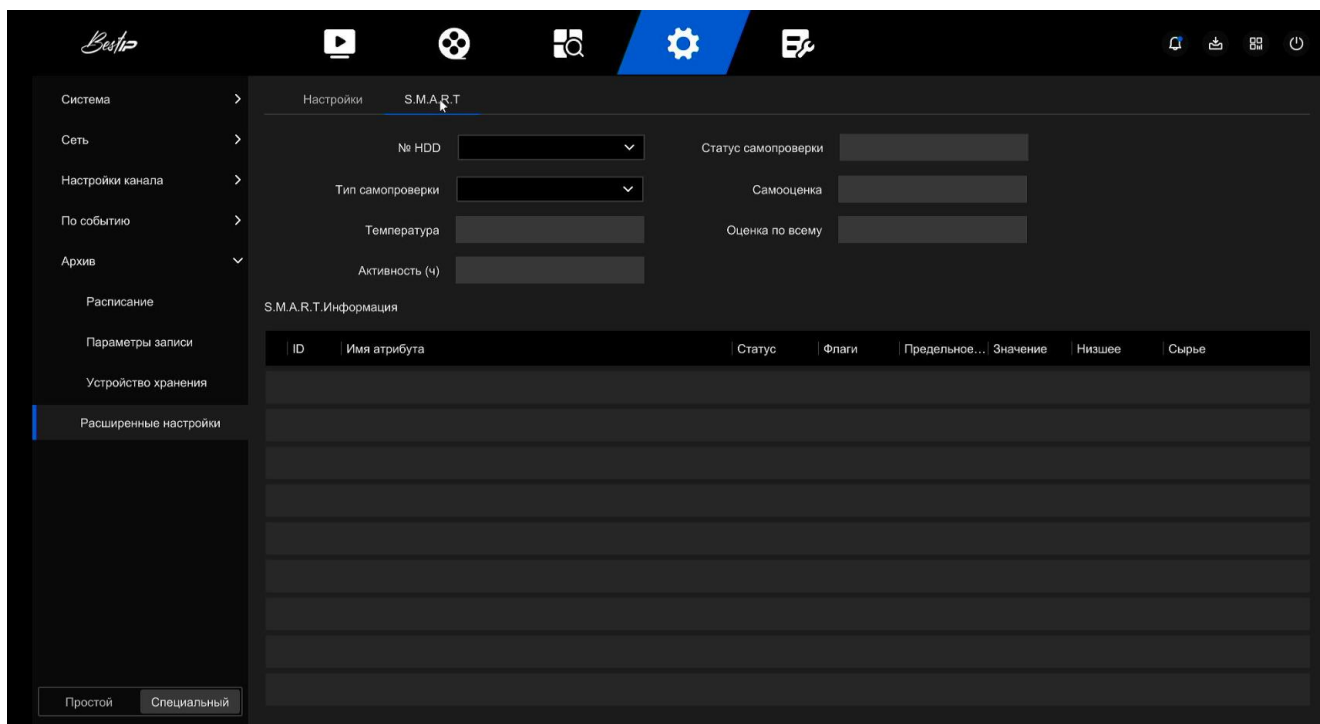 Bestip
Система
Сеть
Настройки канала
По событию
Архив
Расписание
Параметры записи
Устройство хранения
Расширенные настройки
Простой Специальный
Настройки S.M.A.R.T
№ HDD Статус самопроверки
Тип самопроверки Самооценка
Температура Оценка по всему
Активность (ч)
S.M.A.R.T.Информация
ID Имя атрибута Статус Флаги Предельное... Значение Низшее Сырье